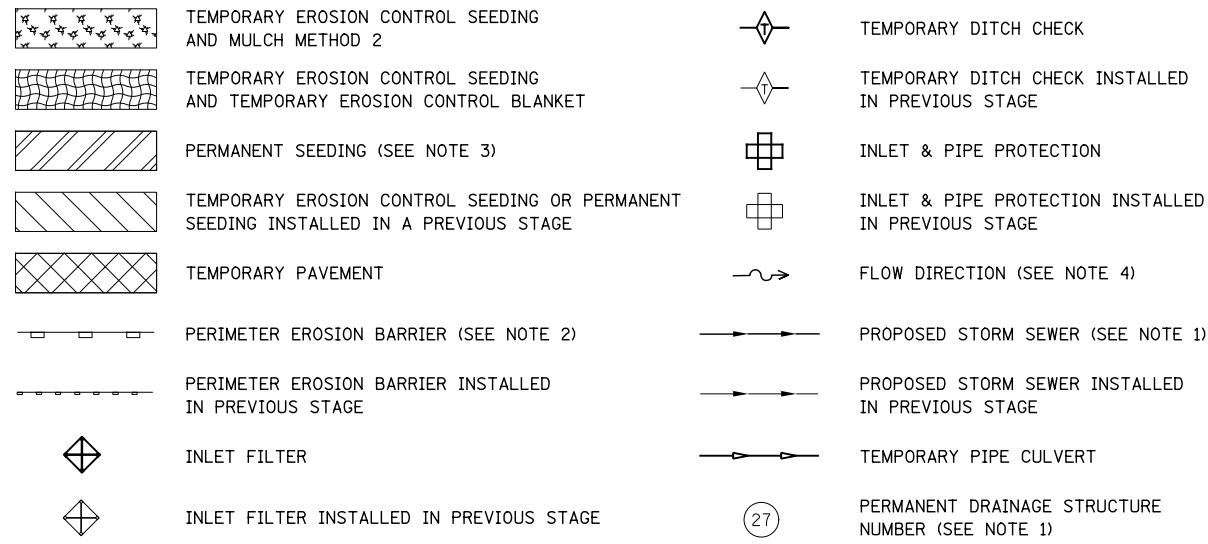 TEMPORARY EROSION CONTROL SEEDING
AND MULCH METHOD 2
TEMPORARY EROSION CONTROL SEEDING
AND TEMPORARY EROSION CONTROL BLANKET
PERMANENT SEEDING (SEE NOTE 3)
TEMPORARY EROSION CONTROL SEEDING OR PERMANENT
SEEDING INSTALLED IN A PREVIOUS STAGE
TEMPORARY PAVEMENT
PERIMETER EROSION BARRIER (SEE NOTE 2)
PERIMETER EROSION BARRIER INSTALLED
IN PREVIOUS STAGE
INLET FILTER
INLET FILTER INSTALLED IN PREVIOUS STAGE
T
TEMPORARY DITCH CHECK
T
TEMPORARY DITCH CHECK INSTALLED
IN PREVIOUS STAGE
INLET & PIPE PROTECTION
INLET & PIPE PROTECTION INSTALLED
IN PREVIOUS STAGE
FLOW DIRECTION (SEE NOTE 4)
PROPOSED STORM SEWER (SEE NOTE 1)
PROPOSED STORM SEWER INSTALLED
IN PREVIOUS STAGE
TEMPORARY PIPE CULVERT
27
PERMANENT DRAINAGE STRUCTURE
NUMBER (SEE NOTE 1)